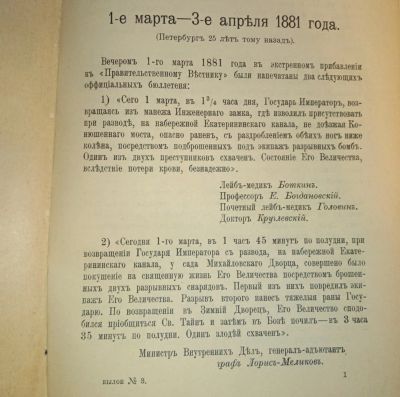 1-е марта—3-е апрѣля 1881 года.
(Петербургъ 25 лѣтъ тому назадъ).
Вечеромъ 1-го марта 1881 года въ экстренномъ прибавленіи
къ «Правительственному Вѣстнику» были напечатаны два слѣдующихъ
оффиціальныхъ бюллетеня:
1) «Сего 1 марта, въ 1³/₄ часа дня, Государь Императоръ, воз-
вращаясь изъ манежа Инженернаго замка, гдѣ изволилъ присутствовать
при разводѣ, на набережной Екатерининскаго канала, не доѣзжая Ко-
нюшеннаго моста, опасно раненъ, съ раздробленіемъ обѣихъ ногъ ниже
колѣна, посредствомъ подброшенныхъ подъ экипажъ разрывныхъ бомбъ.
Одинъ изъ двухъ преступниковъ схваченъ. Состояніе Его Величества,
вслѣдствіе потери крови, безнадежно».
Лейбъ-медикъ Боткинъ.
Профессоръ Е. Богдановскій.
Почетный лейбъ-медикъ Головинъ.
Докторъ Круглевскій.
2) «Сегодня 1-го марта, въ 1 часъ 45 минутъ по полудни, при
возвращеніи Государя Императора съ развода, на набережной Екате-
рининскаго канала, у сада Михайловскаго Дворца, совершено было
покушеніе на священную жизнь Его Величества посредствомъ брошен-
ныхъ двухъ разрывныхъ снарядовъ. Первый изъ нихъ повредилъ эки-
пажъ Его Величества. Разрывъ второго нанесъ тяжелыя раны Госу-
дарю. По возвращеніи въ Зимній Дворецъ, Его Величество сподо-
бился пріобщиться Св. Тайнъ и затѣмъ въ Бозѣ почилъ—въ 3 часа
35 минутъ по полудни. Одинъ злодѣй схваченъ».
Министръ Внутреннихъ Дѣлъ, генералъ-адъютантъ
графъ Лорисъ-Меликовъ.
былое № 3. 1